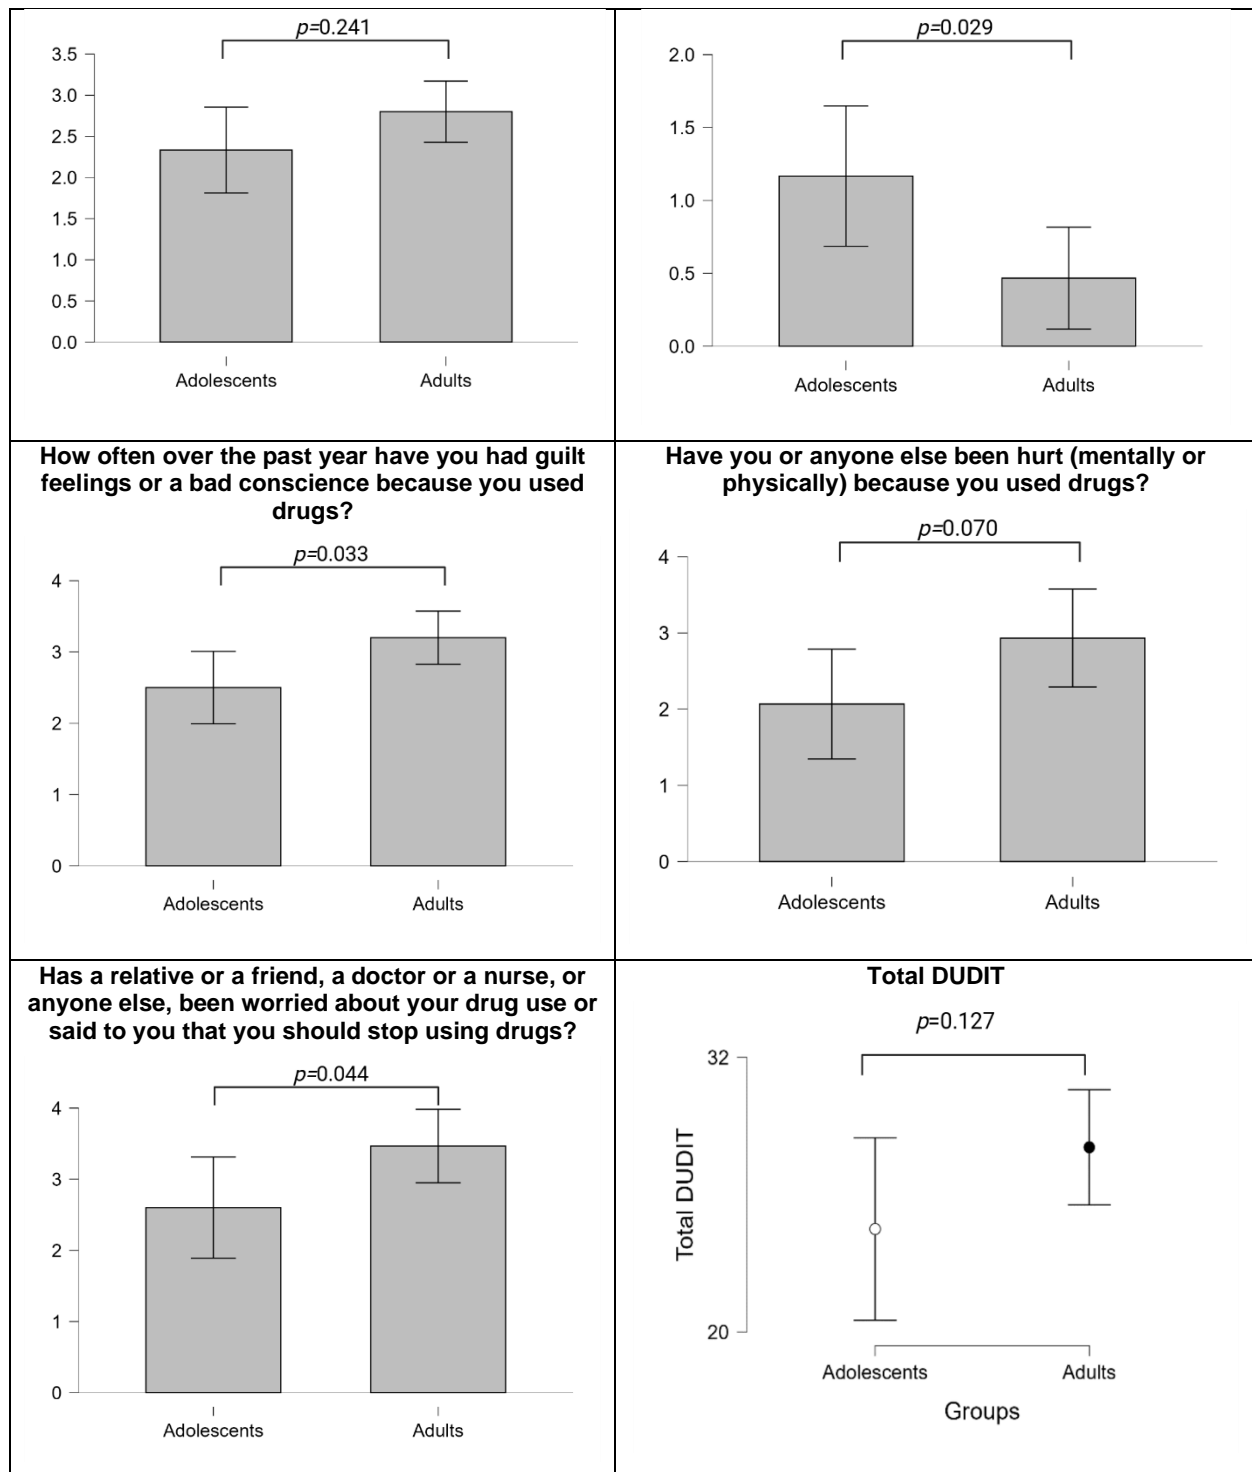 p=0.241
3.5
3.0
2.5
2.0
1.5
1.0
0.5
0.0
Adolescents Adults
p=0.029
2.0
1.5
1.0
0.5
0.0
Adolescents Adults
How often over the past year have you had guilt
feelings or a bad conscience because you used
drugs?
p=0.033
4
3
2
1
0
Adolescents Adults
Have you or anyone else been hurt (mentally or
physically) because you used drugs?
p=0.070
4
3
2
1
0
Adolescents Adults
Has a relative or a friend, a doctor or a nurse, or
anyone else, been worried about your drug use or
said to you that you should stop using drugs?
p=0.044
4
3
2
1
0
Adolescents Adults
Total DUDIT
p=0.127
32
Total DUDIT
20
Adolescents Adults
Groups